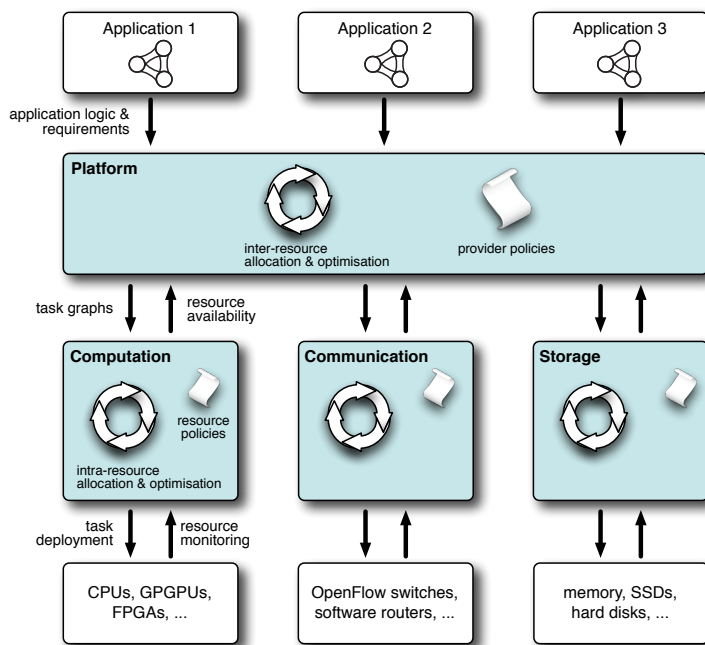 Application 1
Application 2
Application 3
application logic &
requirements
Platform
inter-resource
allocation & optimisation
provider policies
task graphs
resource
availability
Computation
Communication
Storage
resource
policies
intra-resource
allocation & optimisation
task
deployment
resource
monitoring
CPUs, GPGPUs,
FPGAs, ...
OpenFlow switches,
software routers, ...
memory, SSDs,
hard disks, ...